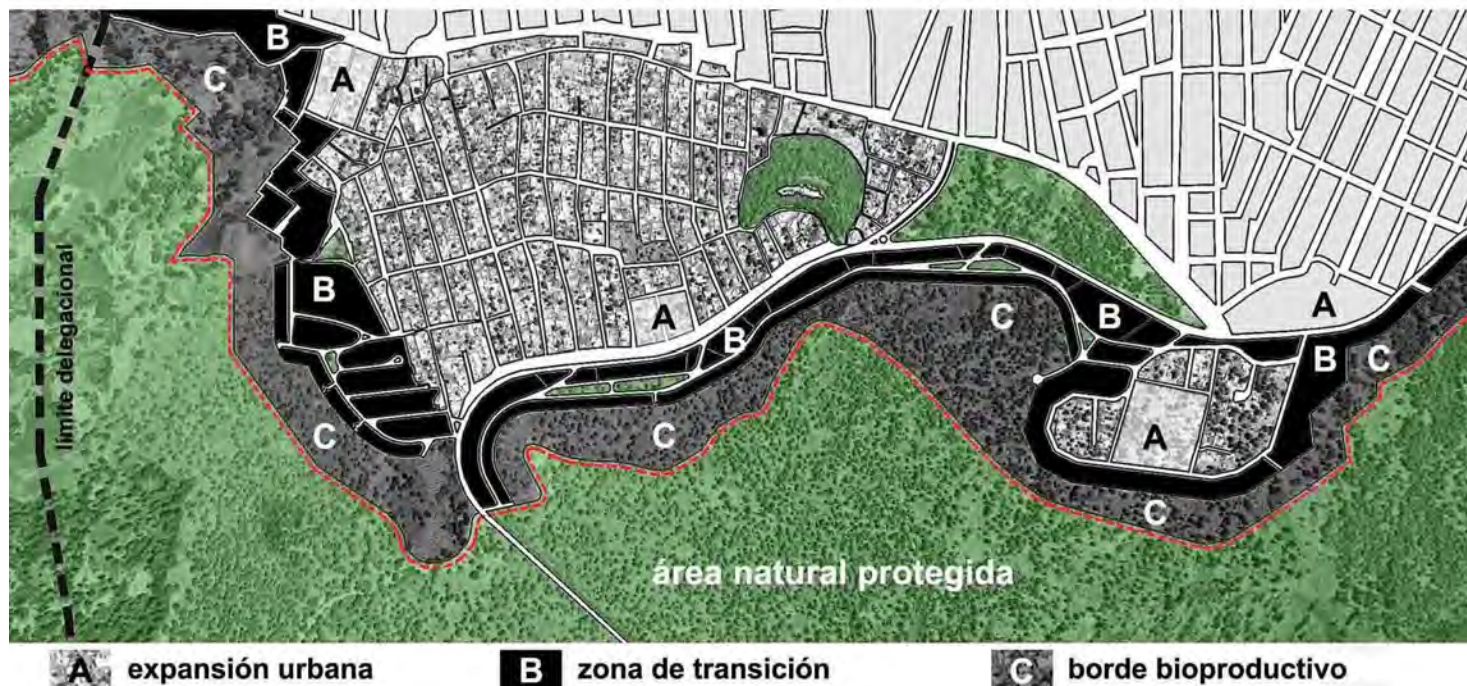 B
C
A
límite delegacional
B
A
B
C
B
A
B
C
C
C
A
C
área natural protegida
A expansión urbana
B zona de transición
C borde bioproductivo